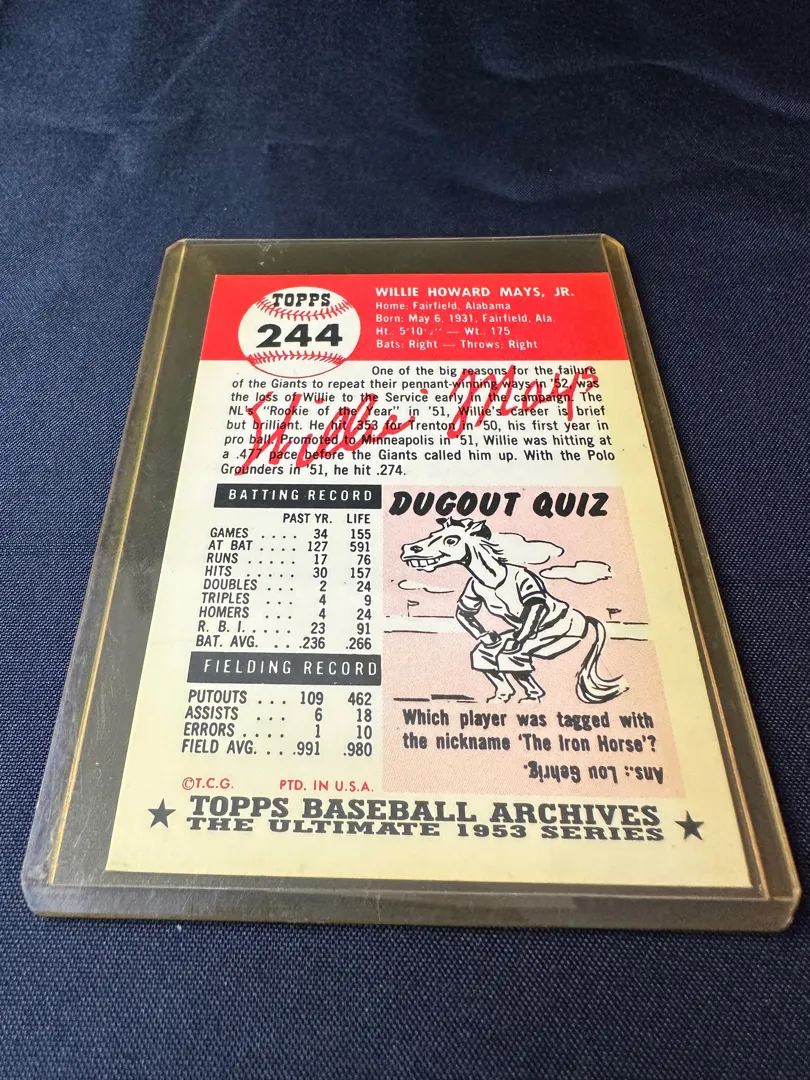 TOPPS
244
WILLIE HOWARD MAYS, JR.
Home: Fairfield, Alabama
Born: May 6, 1931, Fairfield, Ala.
Ht.: 5'10 — Wt.: 175
Bats: Right — Throws: Right
One of the big reasons for the failure
of the Giants to repeat their pennant-winning ways in '52, was
the loss of Willie to the Service early in the campaign. The
NL's "Rookie of the Year" in '51, Willie's career is brief
but brilliant. He hit .353 for Trenton in '50, his first year in
pro ball. Promoted to Minneapolis in '51, Willie was hitting at
a .477 pace before the Giants called him up. With the Polo
Grounders in '51, he hit .274.
Willie Mays
BATTING RECORD
PAST YR. LIFE
GAMES .... 34 155
AT BAT .... 127 591
RUNS ..... 17 76
HITS ...... 30 157
DOUBLES ... 2 24
TRIPLES ... 4 9
HOMERS ... 4 24
R. B. I. ..... 23 91
BAT. AVG. ... .236 .266
FIELDING RECORD
PUTOUTS ... 109 462
ASSISTS ... 6 18
ERRORS .... 1 10
FIELD AVG. ... .991 .980
DUGOUT QUIZ
Which player was tagged with
the nickname 'The Iron Horse'?
Ans.: Lou Gehrig.
©T.C.G. PTD. IN U.S.A.
★ TOPPS BASEBALL ARCHIVES ★
THE ULTIMATE 1953 SERIES